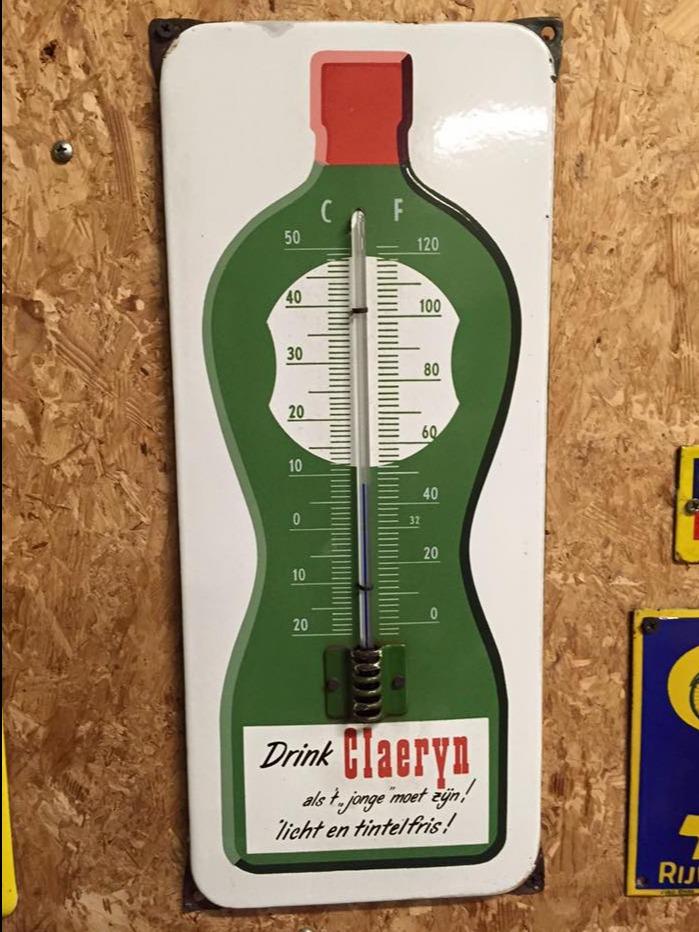 C F
50 120
40 100
30 80
20 60
10 40
0 32
10 20
20 0
Drink Claeryn
als 't „jonge" moet zijn!
'licht en tintelfris!